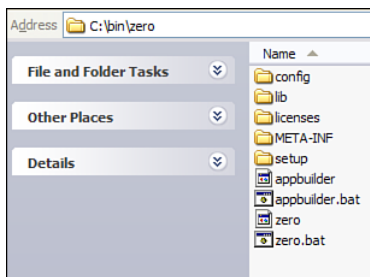 Address C:\bin\zero
Name
File and Folder Tasks
Other Places
Details
config
lib
licenses
META-INF
setup
appbuilder
appbuilder.bat
zero
zero.bat